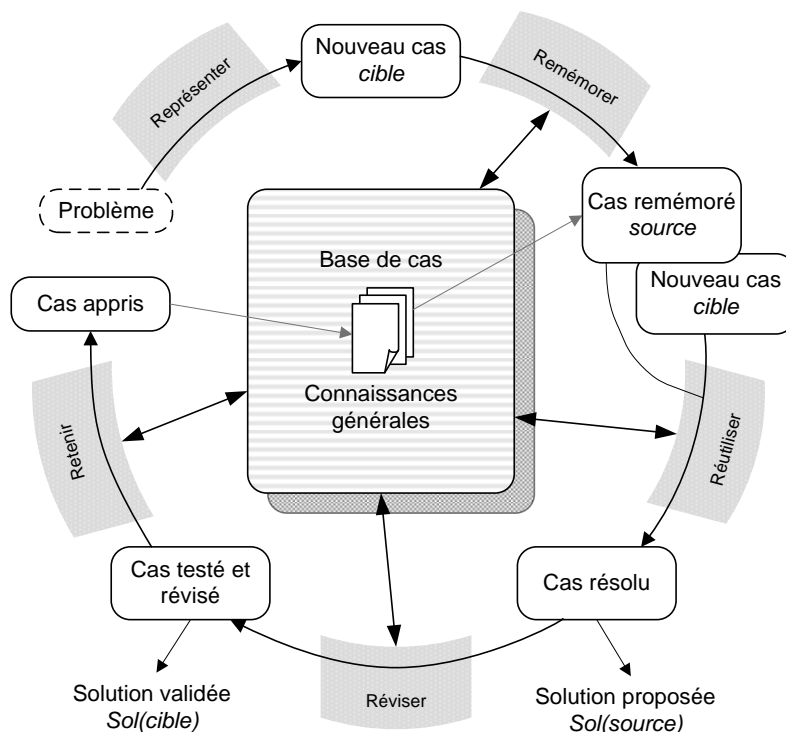 Nouveau cas
cible
Représenter
Remémorer
Problème
Cas remémoré
source
Base de cas
Nouveau cas
cible
Cas appris
Connaissances
générales
Retenir
Réutiliser
Cas testé et
révisé
Cas résolu
Réviser
Solution validée
Sol(cible)
Solution proposée
Sol(source)